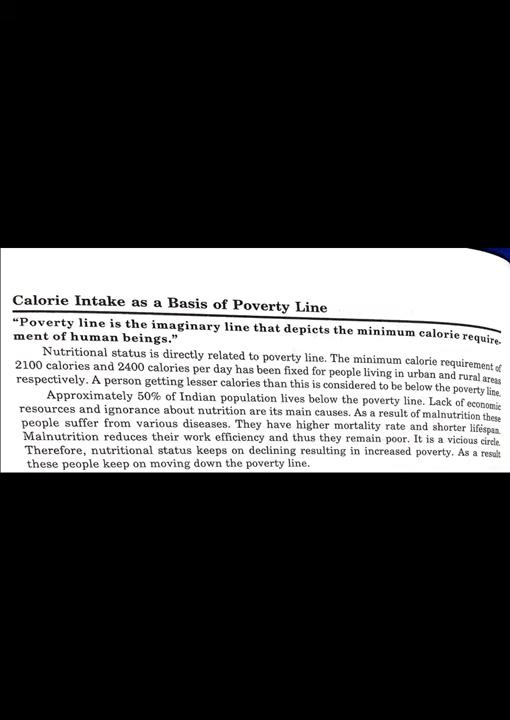 Calorie Intake as a Basis of Poverty Line
"Poverty line is the imaginary line that depicts the minimum calorie require-
ment of human beings."
Nutritional status is directly related to poverty line. The minimum calorie requirement of
2100 calories and 2400 calories per day has been fixed for people living in urban and rural areas
respectively. A person getting lesser calories than this is considered to be below the poverty line.
Approximately 50% of Indian population lives below the poverty line. Lack of economic
resources and ignorance about nutrition are its main causes. As a result of malnutrition these
people suffer from various diseases. They have higher mortality rate and shorter lifespan.
Malnutrition reduces their work efficiency and thus they remain poor. It is a vicious circle.
Therefore, nutritional status keeps on declining resulting in increased poverty. As a result
these people keep on moving down the poverty line.